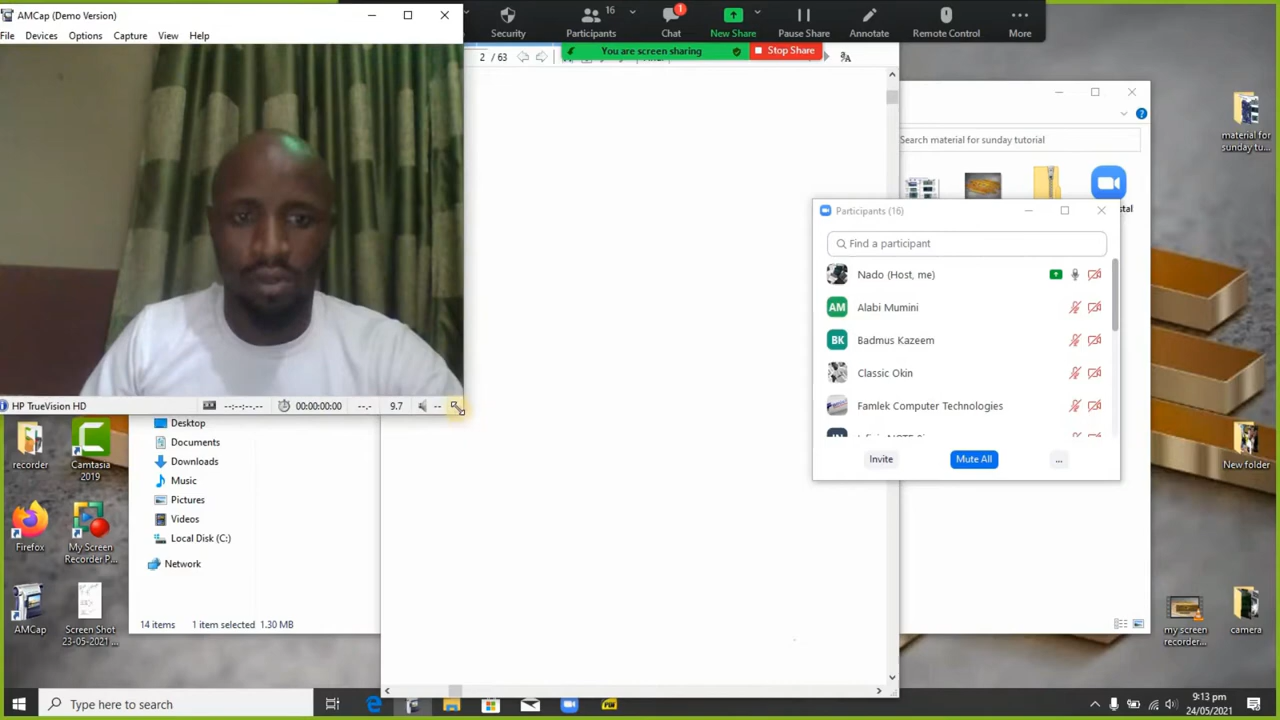 AMCap (Demo Version)
File Devices Options Capture View Help
16
Security
Participants
1
Chat
New Share
Pause Share
Annotate
Remote Control
More
You are screen sharing
Stop Share
2 / 63
Search material for sunday tutorial
material for
sunday tu...
Participants (16)
Find a participant
Nado (Host, me)
AM Alabi Mumini
BK Badmus Kazeem
Classic Okin
Famlek Computer Technologies
Invite
Mute All
...
HP TrueVision HD
--:--:--.--
00:00:00:00
--.-
9.7
--
Desktop
Documents
Downloads
Music
Pictures
Videos
Local Disk (C:)
Network
14 items 1 item selected 1.30 MB
recorder
Camtasia
2019
Firefox
My Screen
Recorder P...
AMCap
Screen Shot
23-05-2021 ...
New folder
my screen
recorder...
camera
Type here to search
9:13 pm
24/05/2021